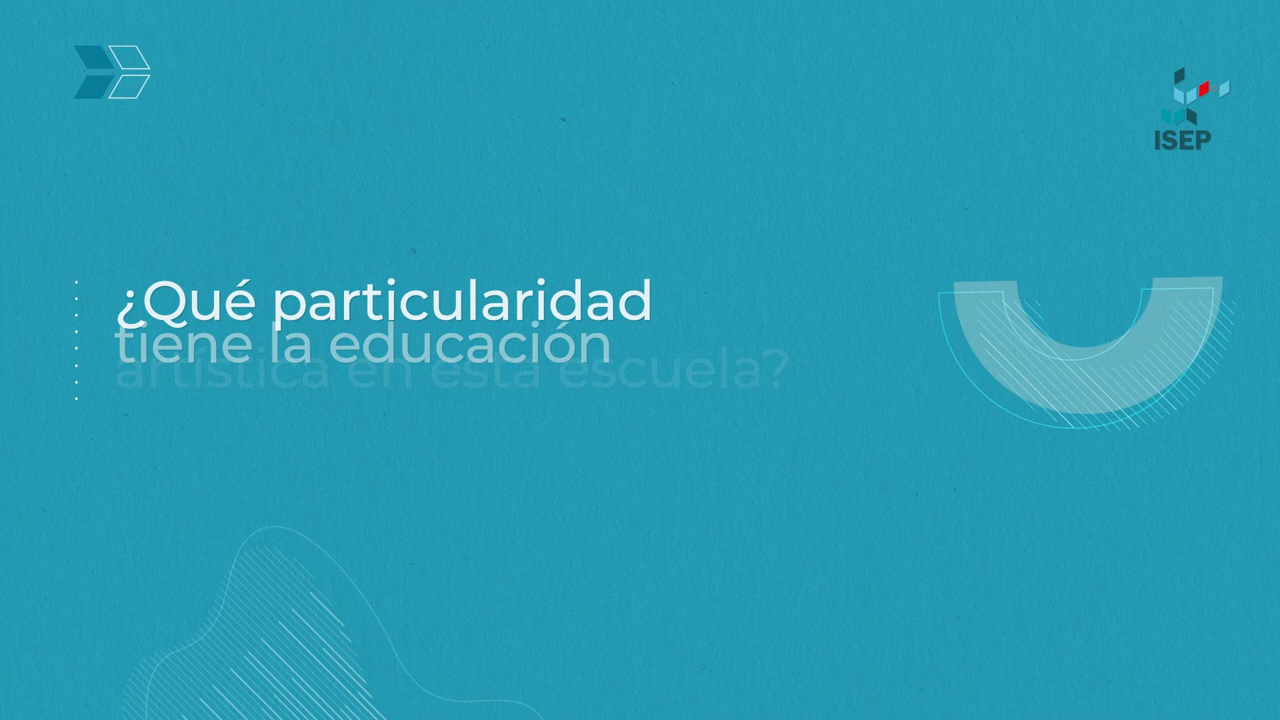 ISEP
¿Qué particularidad
tiene la educación
artística en esta escuela?